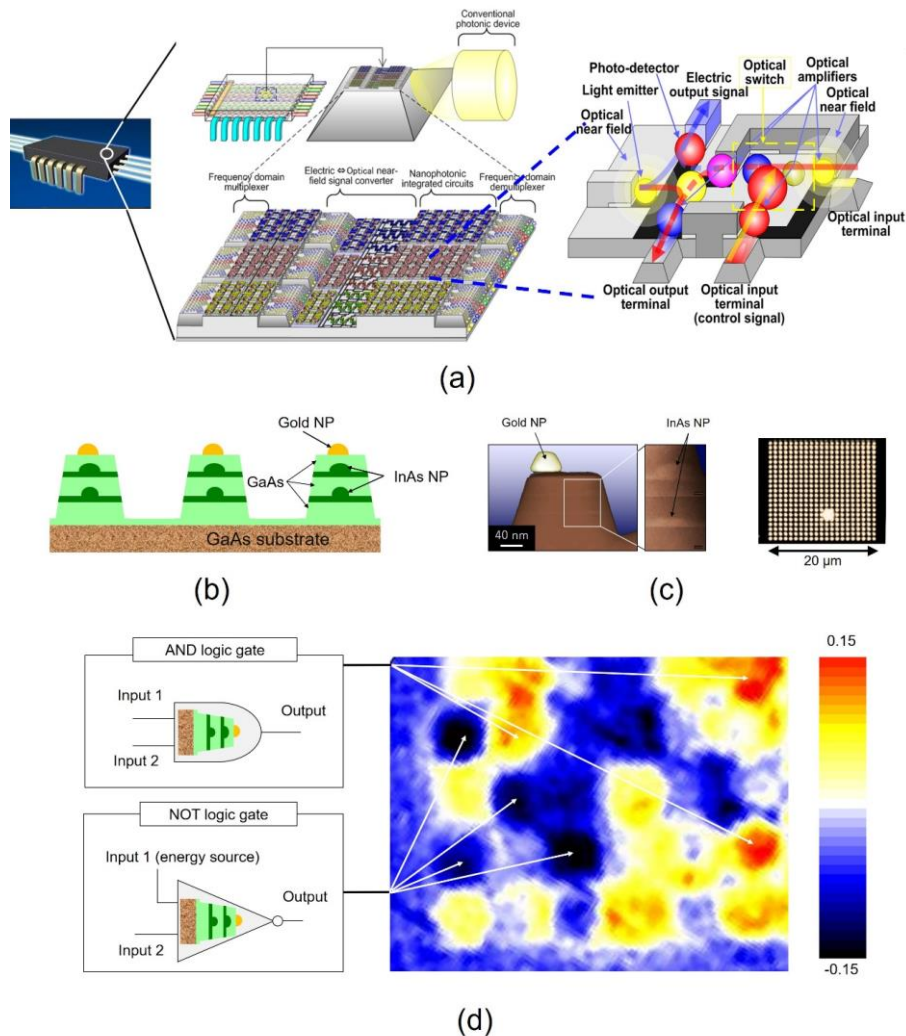 Conventional
photonic device
Photo-detector
Light emitter
Optical
near field
Electric
output signal
Optical
switch
Optical
amplifiers
Optical
near field
Optical input
terminal
Optical output
terminal
Optical input
terminal
(control signal)
Frequency domain
multiplexer
Electric ⇔ Optical near-
field signal converter
Nanophotonic
integrated circuits
Frequency domain
demultiplexer
(a)
Gold NP
GaAs
InAs NP
GaAs substrate
(b)
Gold NP
InAs NP
40 nm
20 μm
(c)
AND logic gate
Input 1
Input 2
Output
NOT logic gate
Input 1 (energy source)
Input 2
Output
0.15
-0.15
(d)